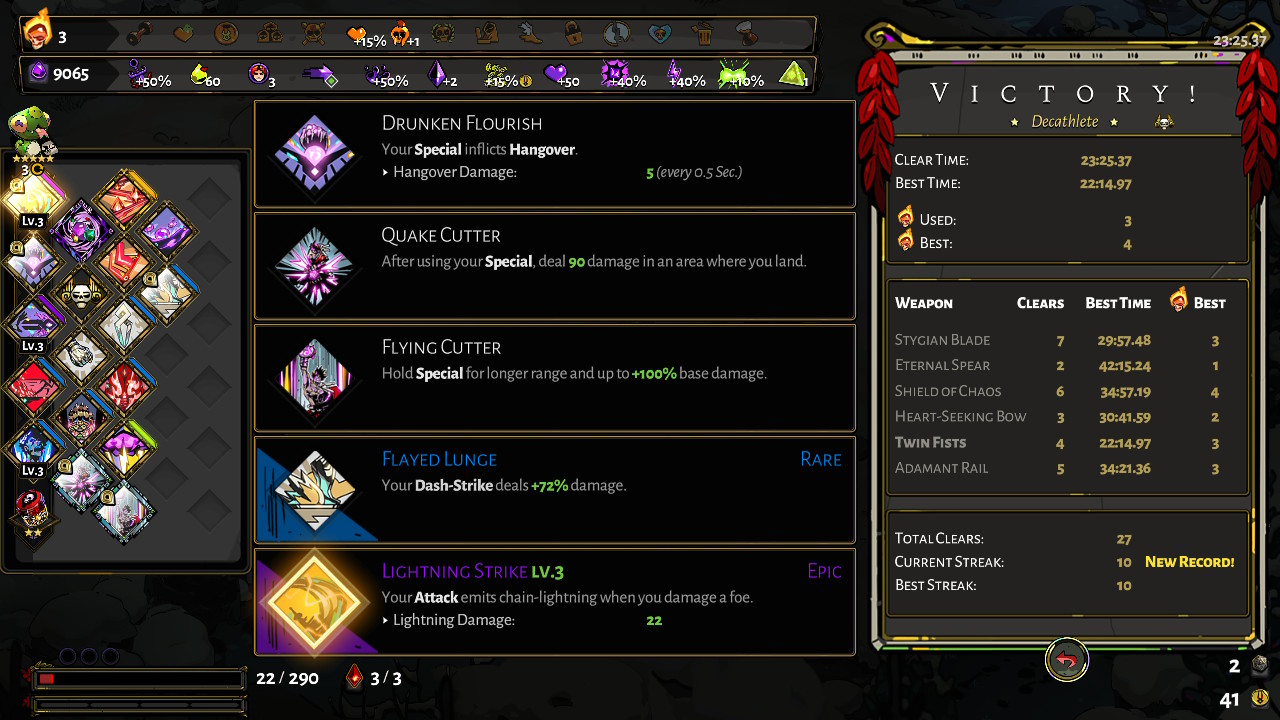 3
+15% +1
9065
+50% 60 3 +50% +2 +15% +50 +40% +40% +10% 1
3
Lv.3
Lv.3
Lv.3
Drunken Flourish
Your Special inflicts Hangover.
Hangover Damage: 5 (every 0.5 Sec.)
Quake Cutter
After using your Special, deal 90 damage in an area where you land.
Flying Cutter
Hold Special for longer range and up to +100% base damage.
Flayed Lunge Rare
Your Dash-Strike deals +72% damage.
Lightning Strike Lv.3 Epic
Your Attack emits chain-lightning when you damage a foe.
Lightning Damage: 22
22 / 290 3 / 3
23:25.37
Victory!
Decathlete
Clear Time: 23:25.37
Best Time: 22:14.97
Used: 3
Best: 4
Weapon Clears Best Time Best
Stygian Blade 7 29:57.48 3
Eternal Spear 2 42:15.24 1
Shield of Chaos 6 34:57.19 4
Heart-Seeking Bow 3 30:41.59 2
Twin Fists 4 22:14.97 3
Adamant Rail 5 34:21.36 3
Total Clears: 27
Current Streak: 10 New Record!
Best Streak: 10
2
41